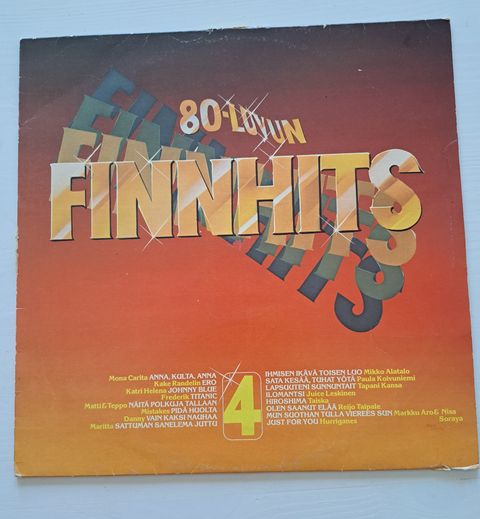 80-LUVUN
FINNHITS
Mona Carita ANNA, KULTA, ANNA
Kake Randelin ERO
Katri Helena JOHNNY BLUE
Frederik TITANIC
Matti & Teppo NÄITÄ POLKUJA TALLAAN
Mistakes PIDÄ HUOLTA
Danny VAIN KAKSI NAUHAA
Maritta SATTUMAN SANELEMA JUTTU
4
IHMISEN IKÄVÄ TOISEN LUO Mikko Alatalo
SATA KESÄÄ, TUHAT YÖTÄ Paula Koivuniemi
LAPSUUTENI SUNNUNTAIT Tapani Kansa
ILOMANTSI Juice Leskinen
HIROSHIMA Taiska
OLEN SAANUT ELÄÄ Reijo Taipale
MUN SUOTHAN TULLA VIEREES SUN Markku Aro & Nisa
Soraya
JUST FOR YOU Hurriganes